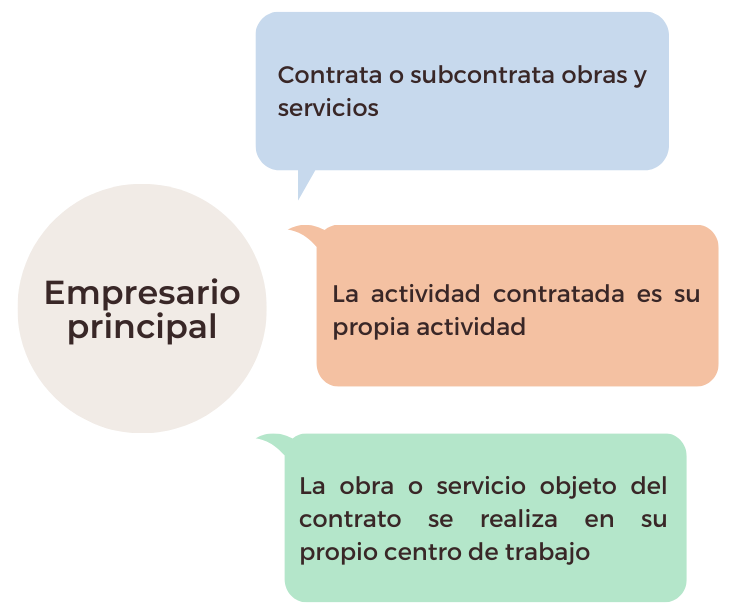 Contrata o subcontrata obras y
servicios
Empresario
principal
La actividad contratada es su
propia actividad
La obra o servicio objeto del
contrato se realiza en su
propio centro de trabajo